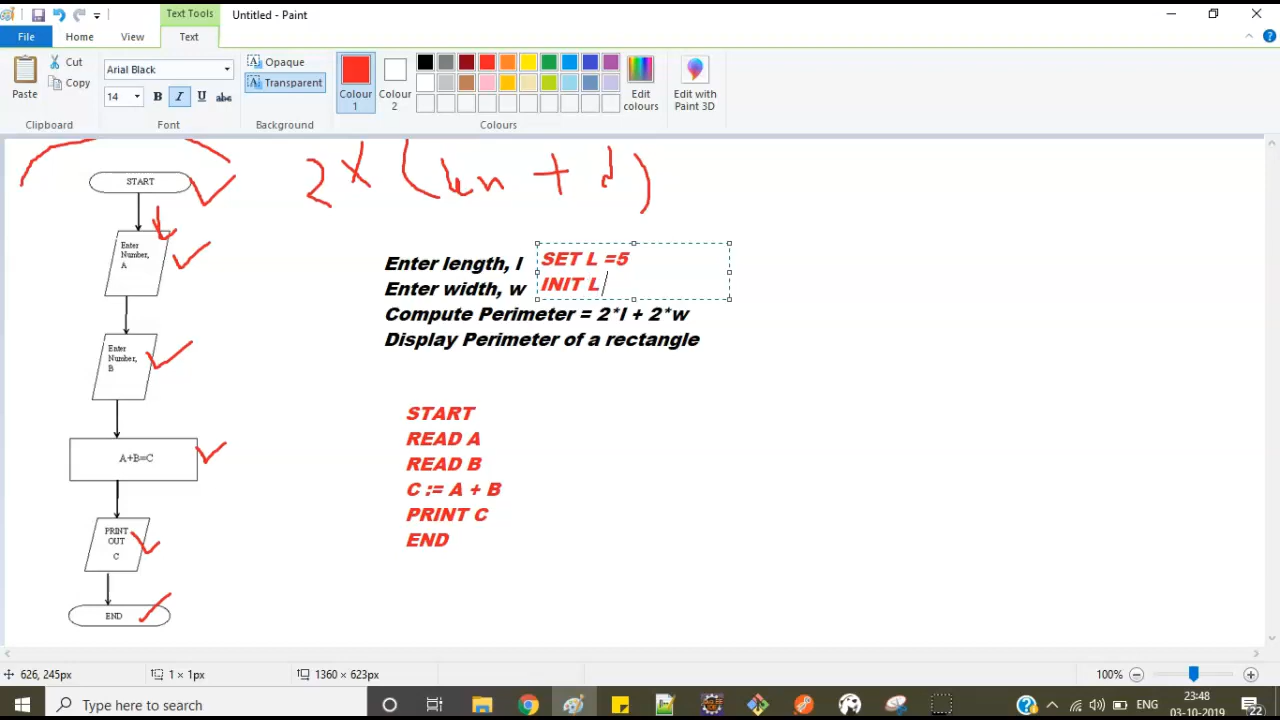 Text Tools
Untitled - Paint
File
Home
View
Text
Paste
Cut
Copy
Arial Black
14
B
I
U
abc
Opaque
Transparent
Colour 1
Colour 2
Edit colours
Edit with Paint 3D
Clipboard
Font
Background
Colours
START
Enter
Number,
A
Enter
Number,
B
A+B=C
PRINT
OUT
C
END
Enter length, l
SET L =5
Enter width, w
INIT L
Compute Perimeter = 2*l + 2*w
Display Perimeter of a rectangle
START
READ A
READ B
C := A + B
PRINT C
END
626, 245px
1 × 1px
1360 × 623px
100%
Type here to search
ENG
23:48
03-10-2019
22